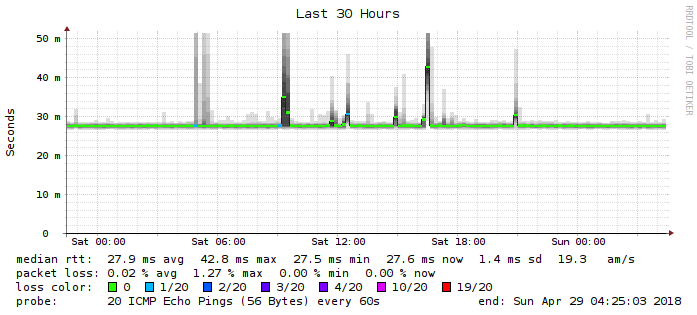 Last 30 Hours
RRDTOOL / TOBI OETIKER
Seconds
50 m
40 m
30 m
20 m
10 m
0
Sat 00:00 Sat 06:00 Sat 12:00 Sat 18:00 Sun 00:00
median rtt: 27.9 ms avg 42.8 ms max 27.5 ms min 27.6 ms now 1.4 ms sd 19.3 am/s
packet loss: 0.02 % avg 1.27 % max 0.00 % min 0.00 % now
loss color: 0 1/20 2/20 3/20 4/20 10/20 19/20
probe: 20 ICMP Echo Pings (56 Bytes) every 60s end: Sun Apr 29 04:25:03 2018